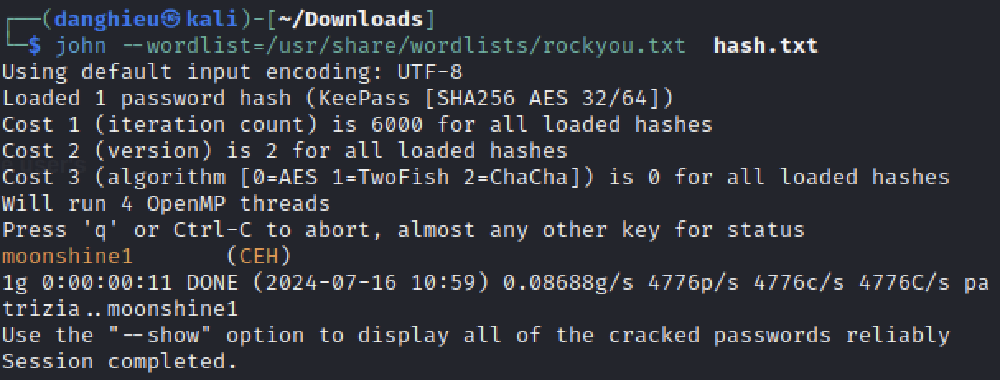 ┌──(danghieu㉿kali)-[~/Downloads]
└─$ john --wordlist=/usr/share/wordlists/rockyou.txt  hash.txt
Using default input encoding: UTF-8
Loaded 1 password hash (KeePass [SHA256 AES 32/64])
Cost 1 (iteration count) is 6000 for all loaded hashes
Cost 2 (version) is 2 for all loaded hashes
Cost 3 (algorithm [0=AES 1=TwoFish 2=ChaCha]) is 0 for all loaded hashes
Will run 4 OpenMP threads
Press 'q' or Ctrl-C to abort, almost any other key for status
moonshine1       (CEH)
1g 0:00:00:11 DONE (2024-07-16 10:59) 0.08688g/s 4776p/s 4776c/s 4776C/s pa
trizia..moonshine1
Use the "--show" option to display all of the cracked passwords reliably
Session completed.